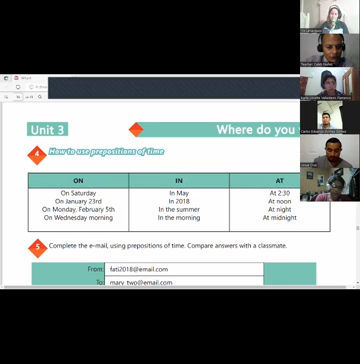 Unit 3
Where do you
4 How to use prepositions of time
ON IN AT
On Saturday In May At 2:30
On January 23rd In 2018 At noon
On Monday, February 5th In the summer At night
On Wednesday morning In the morning At midnight
5 Complete the e-mail, using prepositions of time. Compare answers with a classmate.
From: fati2018@email.com
To: mary_two@email.com